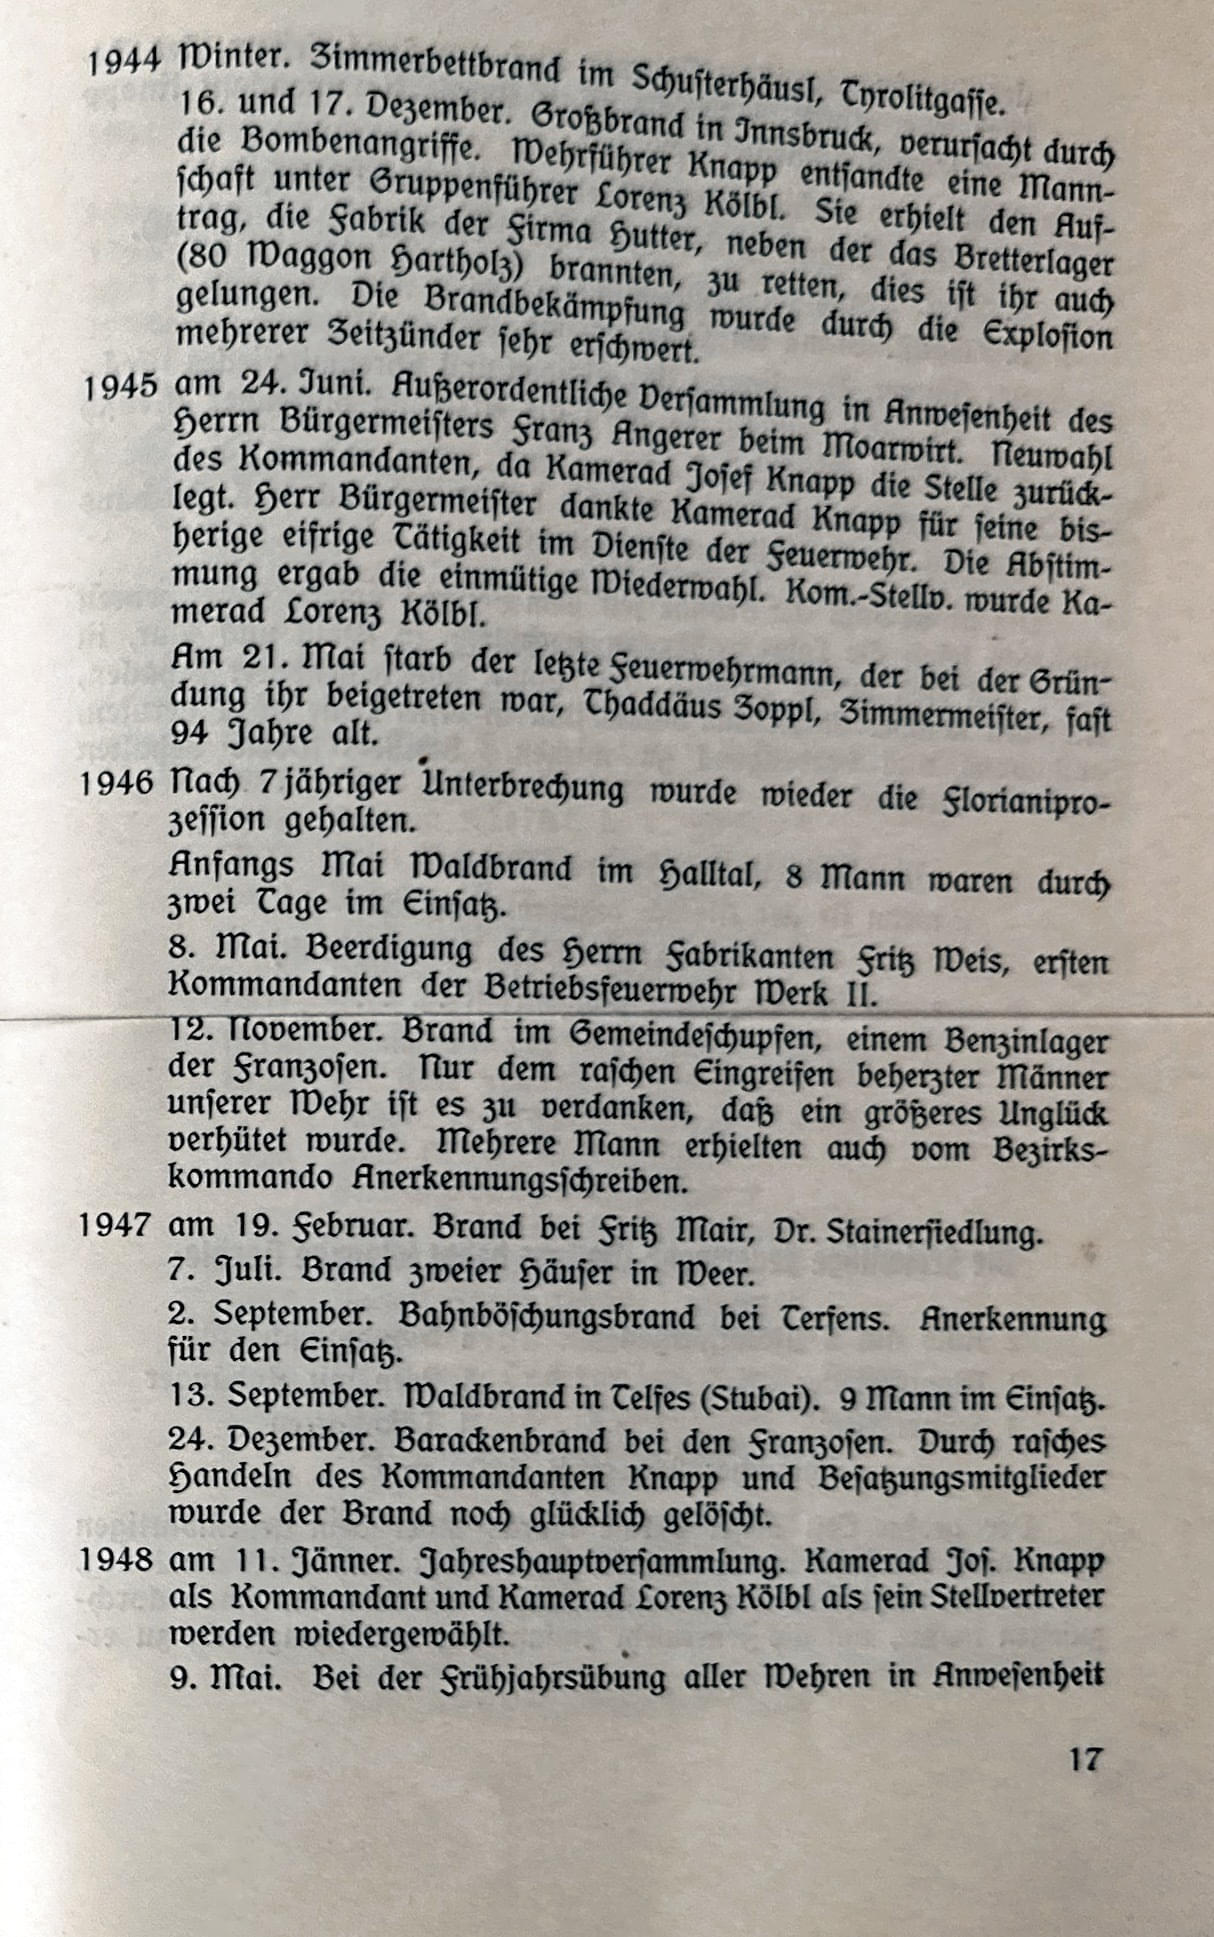 1944 Winter. Zimmerbettbrand im Schusterhäusl, Tyrolitgasse.
16. und 17. Dezember. Großbrand in Innsbruck, verursacht durch
die Bombenangriffe. Wehrführer Knapp entsandte eine Mann-
schaft unter Gruppenführer Lorenz Kölbl. Sie erhielt den Auf-
trag, die Fabrik der Firma Hutter, neben der das Bretterlager
(80 Waggon Hartholz) brannten, zu retten, dies ist ihr auch
gelungen. Die Brandbekämpfung wurde durch die Explosion
mehrerer Zeitzünder sehr erschwert.
1945 am 24. Juni. Außerordentliche Versammlung in Anwesenheit des
Herrn Bürgermeisters Franz Angerer beim Moarwirt. Neuwahl
des Kommandanten, da Kamerad Josef Knapp die Stelle zurück-
legt. Herr Bürgermeister dankte Kamerad Knapp für seine bis-
herige eifrige Tätigkeit im Dienste der Feuerwehr. Die Abstim-
mung ergab die einmütige Wiederwahl. Kom.-Stellv. wurde Ka-
merad Lorenz Kölbl.
Am 21. Mai starb der letzte Feuerwehrmann, der bei der Grün-
dung ihr beigetreten war, Thaddäus Zoppl, Zimmermeister, fast
94 Jahre alt.
1946 Nach 7jähriger Unterbrechung wurde wieder die Florianipro-
zession gehalten.
Anfangs Mai Waldbrand im Halltal, 8 Mann waren durch
zwei Tage im Einsatz.
8. Mai. Beerdigung des Herrn Fabrikanten Fritz Weis, ersten
Kommandanten der Betriebsfeuerwehr Werk II.
12. November. Brand im Gemeindeschupfen, einem Benzinlager
der Franzosen. Nur dem raschen Eingreifen beherzter Männer
unserer Wehr ist es zu verdanken, daß ein größeres Unglück
verhütet wurde. Mehrere Mann erhielten auch vom Bezirks-
kommando Anerkennungsschreiben.
1947 am 19. Februar. Brand bei Fritz Mair, Dr. Stainersiedlung.
7. Juli. Brand zweier Häuser in Weer.
2. September. Bahnböschungsbrand bei Terfens. Anerkennung
für den Einsatz.
13. September. Waldbrand in Telfes (Stubai). 9 Mann im Einsatz.
24. Dezember. Barackenbrand bei den Franzosen. Durch rasches
Handeln des Kommandanten Knapp und Besatzungsmitglieder
wurde der Brand noch glücklich gelöscht.
1948 am 11. Jänner. Jahreshauptversammlung. Kamerad Jos. Knapp
als Kommandant und Kamerad Lorenz Kölbl als sein Stellvertreter
werden wiedergewählt.
9. Mai. Bei der Frühjahrsübung aller Wehren in Anwesenheit
17